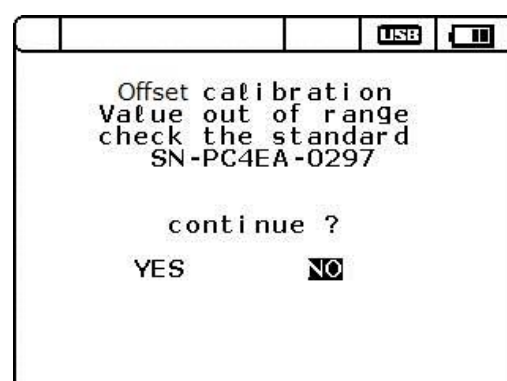 USB
Offset calibration
Value out of range
check the standard
SN-PC4EA-0297
continue ?
YES NO